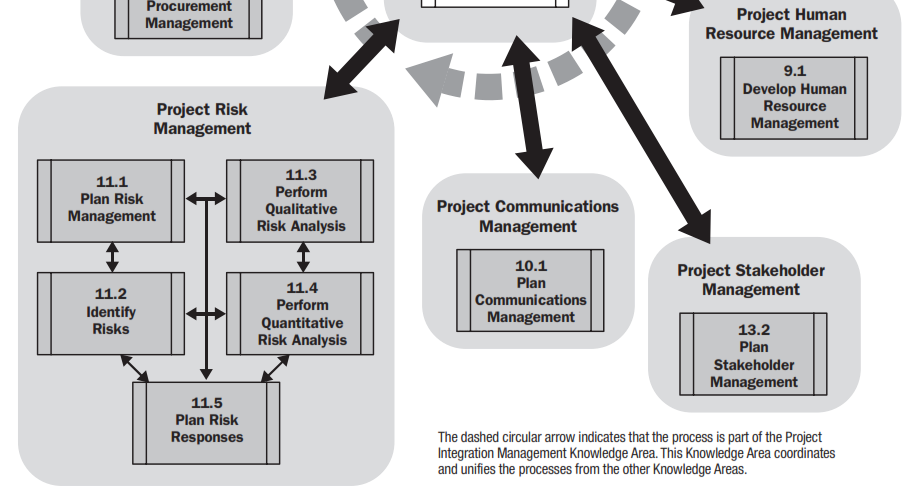 Procurement
Management
Project Human
Resource Management
9.1
Develop Human
Resource
Management
Project Risk
Management
11.1
Plan Risk
Management
11.3
Perform
Qualitative
Risk Analysis
11.2
Identify
Risks
11.4
Perform
Quantitative
Risk Analysis
11.5
Plan Risk
Responses
Project Communications
Management
10.1
Plan
Communications
Management
Project Stakeholder
Management
13.2
Plan
Stakeholder
Management
The dashed circular arrow indicates that the process is part of the Project
Integration Management Knowledge Area. This Knowledge Area coordinates
and unifies the processes from the other Knowledge Areas.